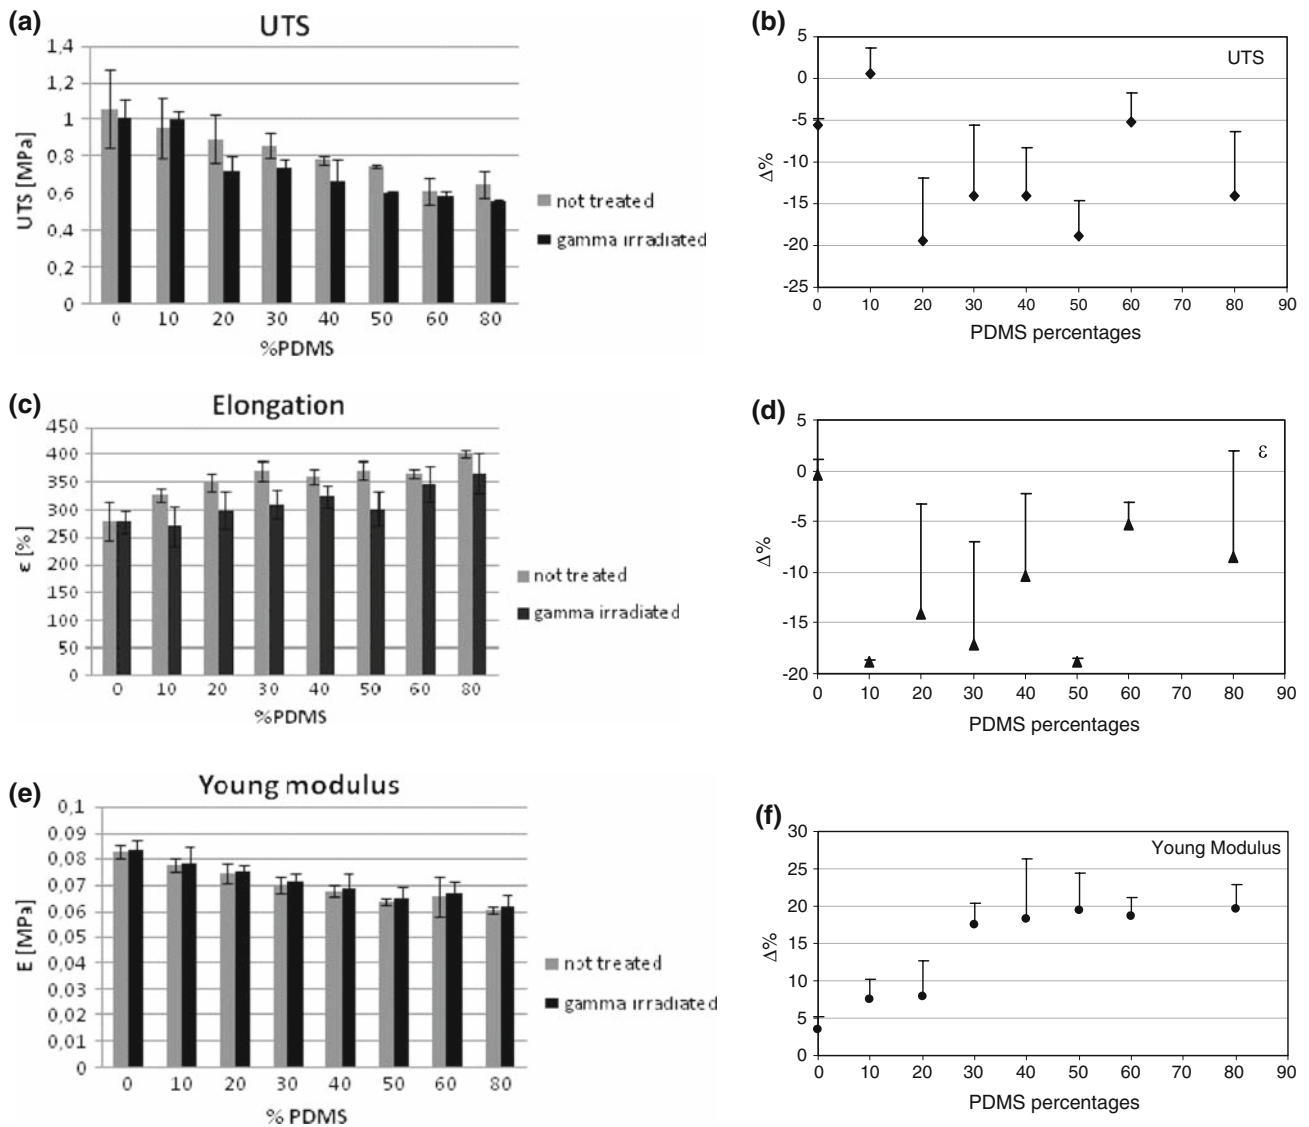 (a)
UTS
1,4
1,2
1
0,8
0,6
0,4
0,2
0
UTS [MPa]
0 10 20 30 40 50 60 80
%PDMS
not treated
gamma irradiated
(b)
UTS
5
0
-5
-10
-15
-20
-25
Δ%
0 10 20 30 40 50 60 70 80 90
PDMS percentages
(c)
Elongation
450
400
350
300
250
200
150
100
50
0
ε [%]
0 10 20 30 40 50 60 80
%PDMS
not treated
gamma irradiated
(d)
ε
5
0
-5
-10
-15
-20
Δ%
0 10 20 30 40 50 60 70 80 90
PDMS percentages
(e)
Young modulus
0,1
0,09
0,08
0,07
0,06
0,05
0,04
0,03
0,02
0,01
0
E [MPa]
0 10 20 30 40 50 60 80
% PDMS
not treated
gamma irradiated
(f)
Young Modulus
30
25
20
15
10
5
0
Δ%
0 10 20 30 40 50 60 70 80 90
PDMS percentages